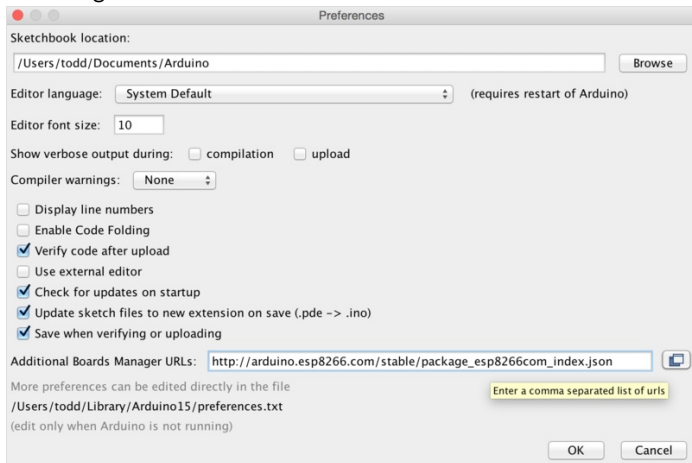 Preferences
Sketchbook location:
/Users/todd/Documents/Arduino Browse
Editor language: System Default (requires restart of Arduino)
Editor font size: 10
Show verbose output during: compilation upload
Compiler warnings: None
Display line numbers
Enable Code Folding
Verify code after upload
Use external editor
Check for updates on startup
Update sketch files to new extension on save (.pde -> .ino)
Save when verifying or uploading
Additional Boards Manager URLs: http://arduino.esp8266.com/stable/package_esp8266com_index.json
More preferences can be edited directly in the file
Enter a comma separated list of urls
/Users/todd/Library/Arduino15/preferences.txt
(edit only when Arduino is not running)
OK Cancel